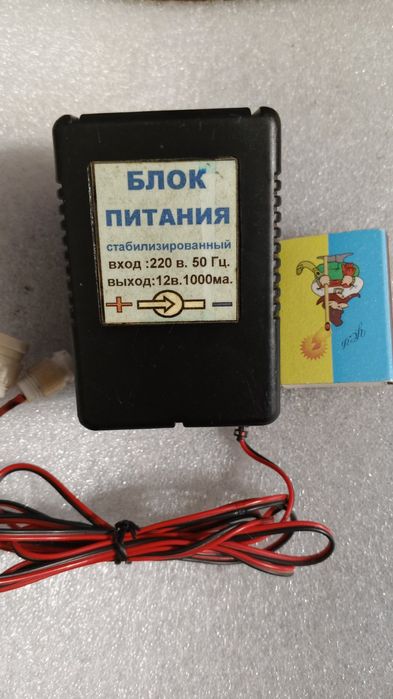 БЛОК
ПИТАНИЯ
стабилизированный
вход :220 в. 50 Гц.
выход:12в.1000ма.
+ −